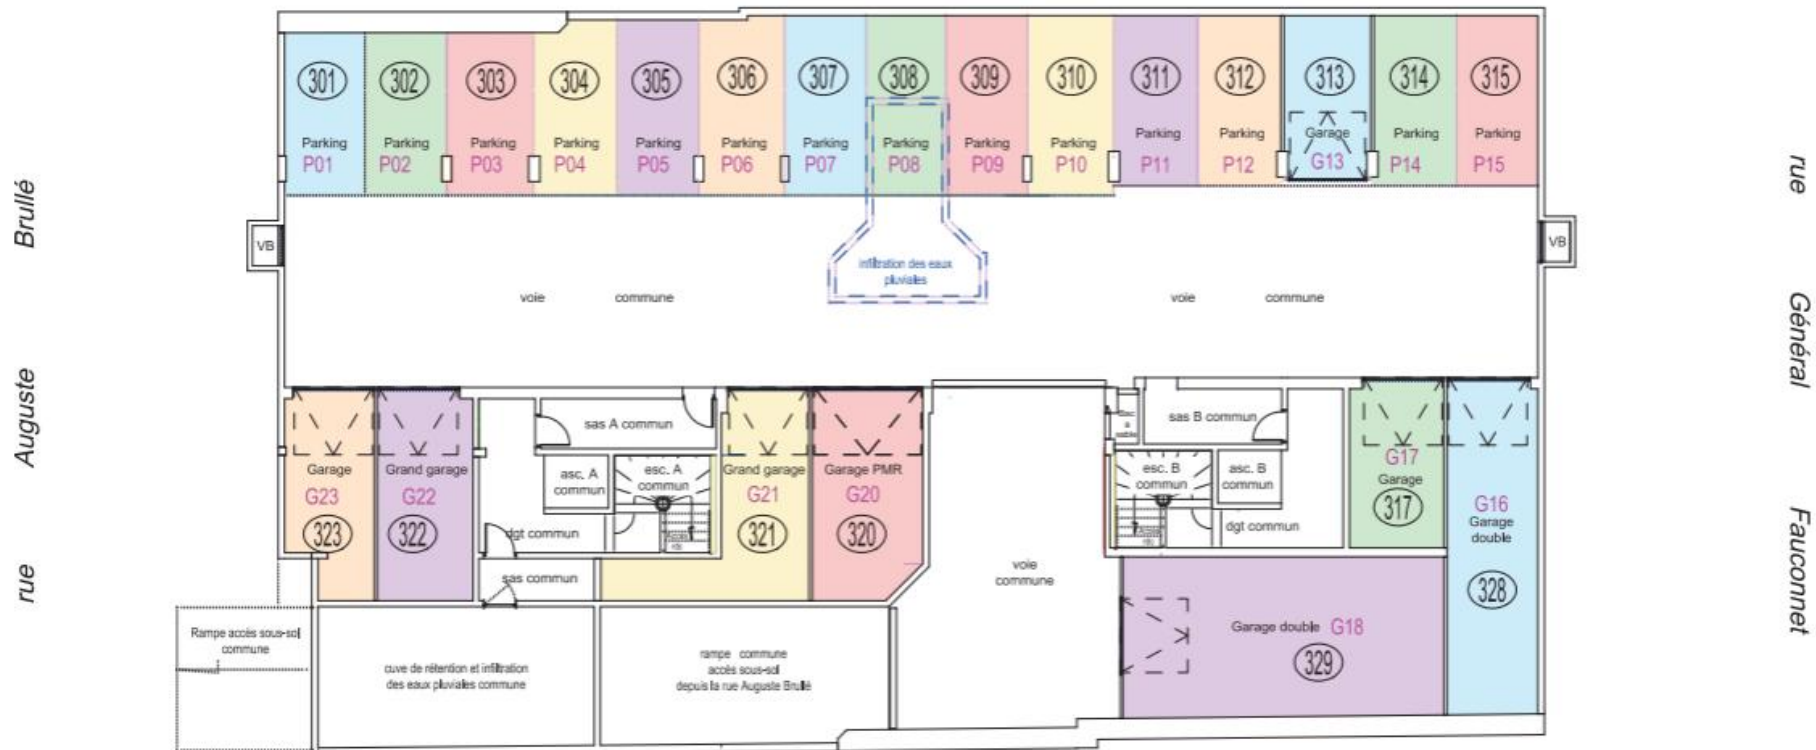 301
302
303
304
305
306
307
308
309
310
311
312
313
314
315
Parking
P01
Parking
P02
Parking
P03
Parking
P04
Parking
P05
Parking
P06
Parking
P07
Parking
P08
Parking
P09
Parking
P10
Parking
P11
Parking
P12
Garage
G13
Parking
P14
Parking
P15
rue Auguste Brullé
rue Général Fauconnet
VB
VB
infiltration des eaux
pluviales
voie commune
voie commune
Garage
G23
323
Grand garage
G22
322
sas A commun
asc. A
commun
esc. A
commun
dgt commun
sas commun
Grand garage
G21
321
Garage PMR
G20
320
voie
commune
sas B commun
esc. B
commun
asc. B
commun
dgt commun
G17
Garage
317
G16
Garage
double
328
Garage double G18
329
Rampe accès sous-sol
commune
cuve de rétention et infiltration
des eaux pluviales commune
rampe commune
accès sous-sol
depuis la rue Auguste Brullé